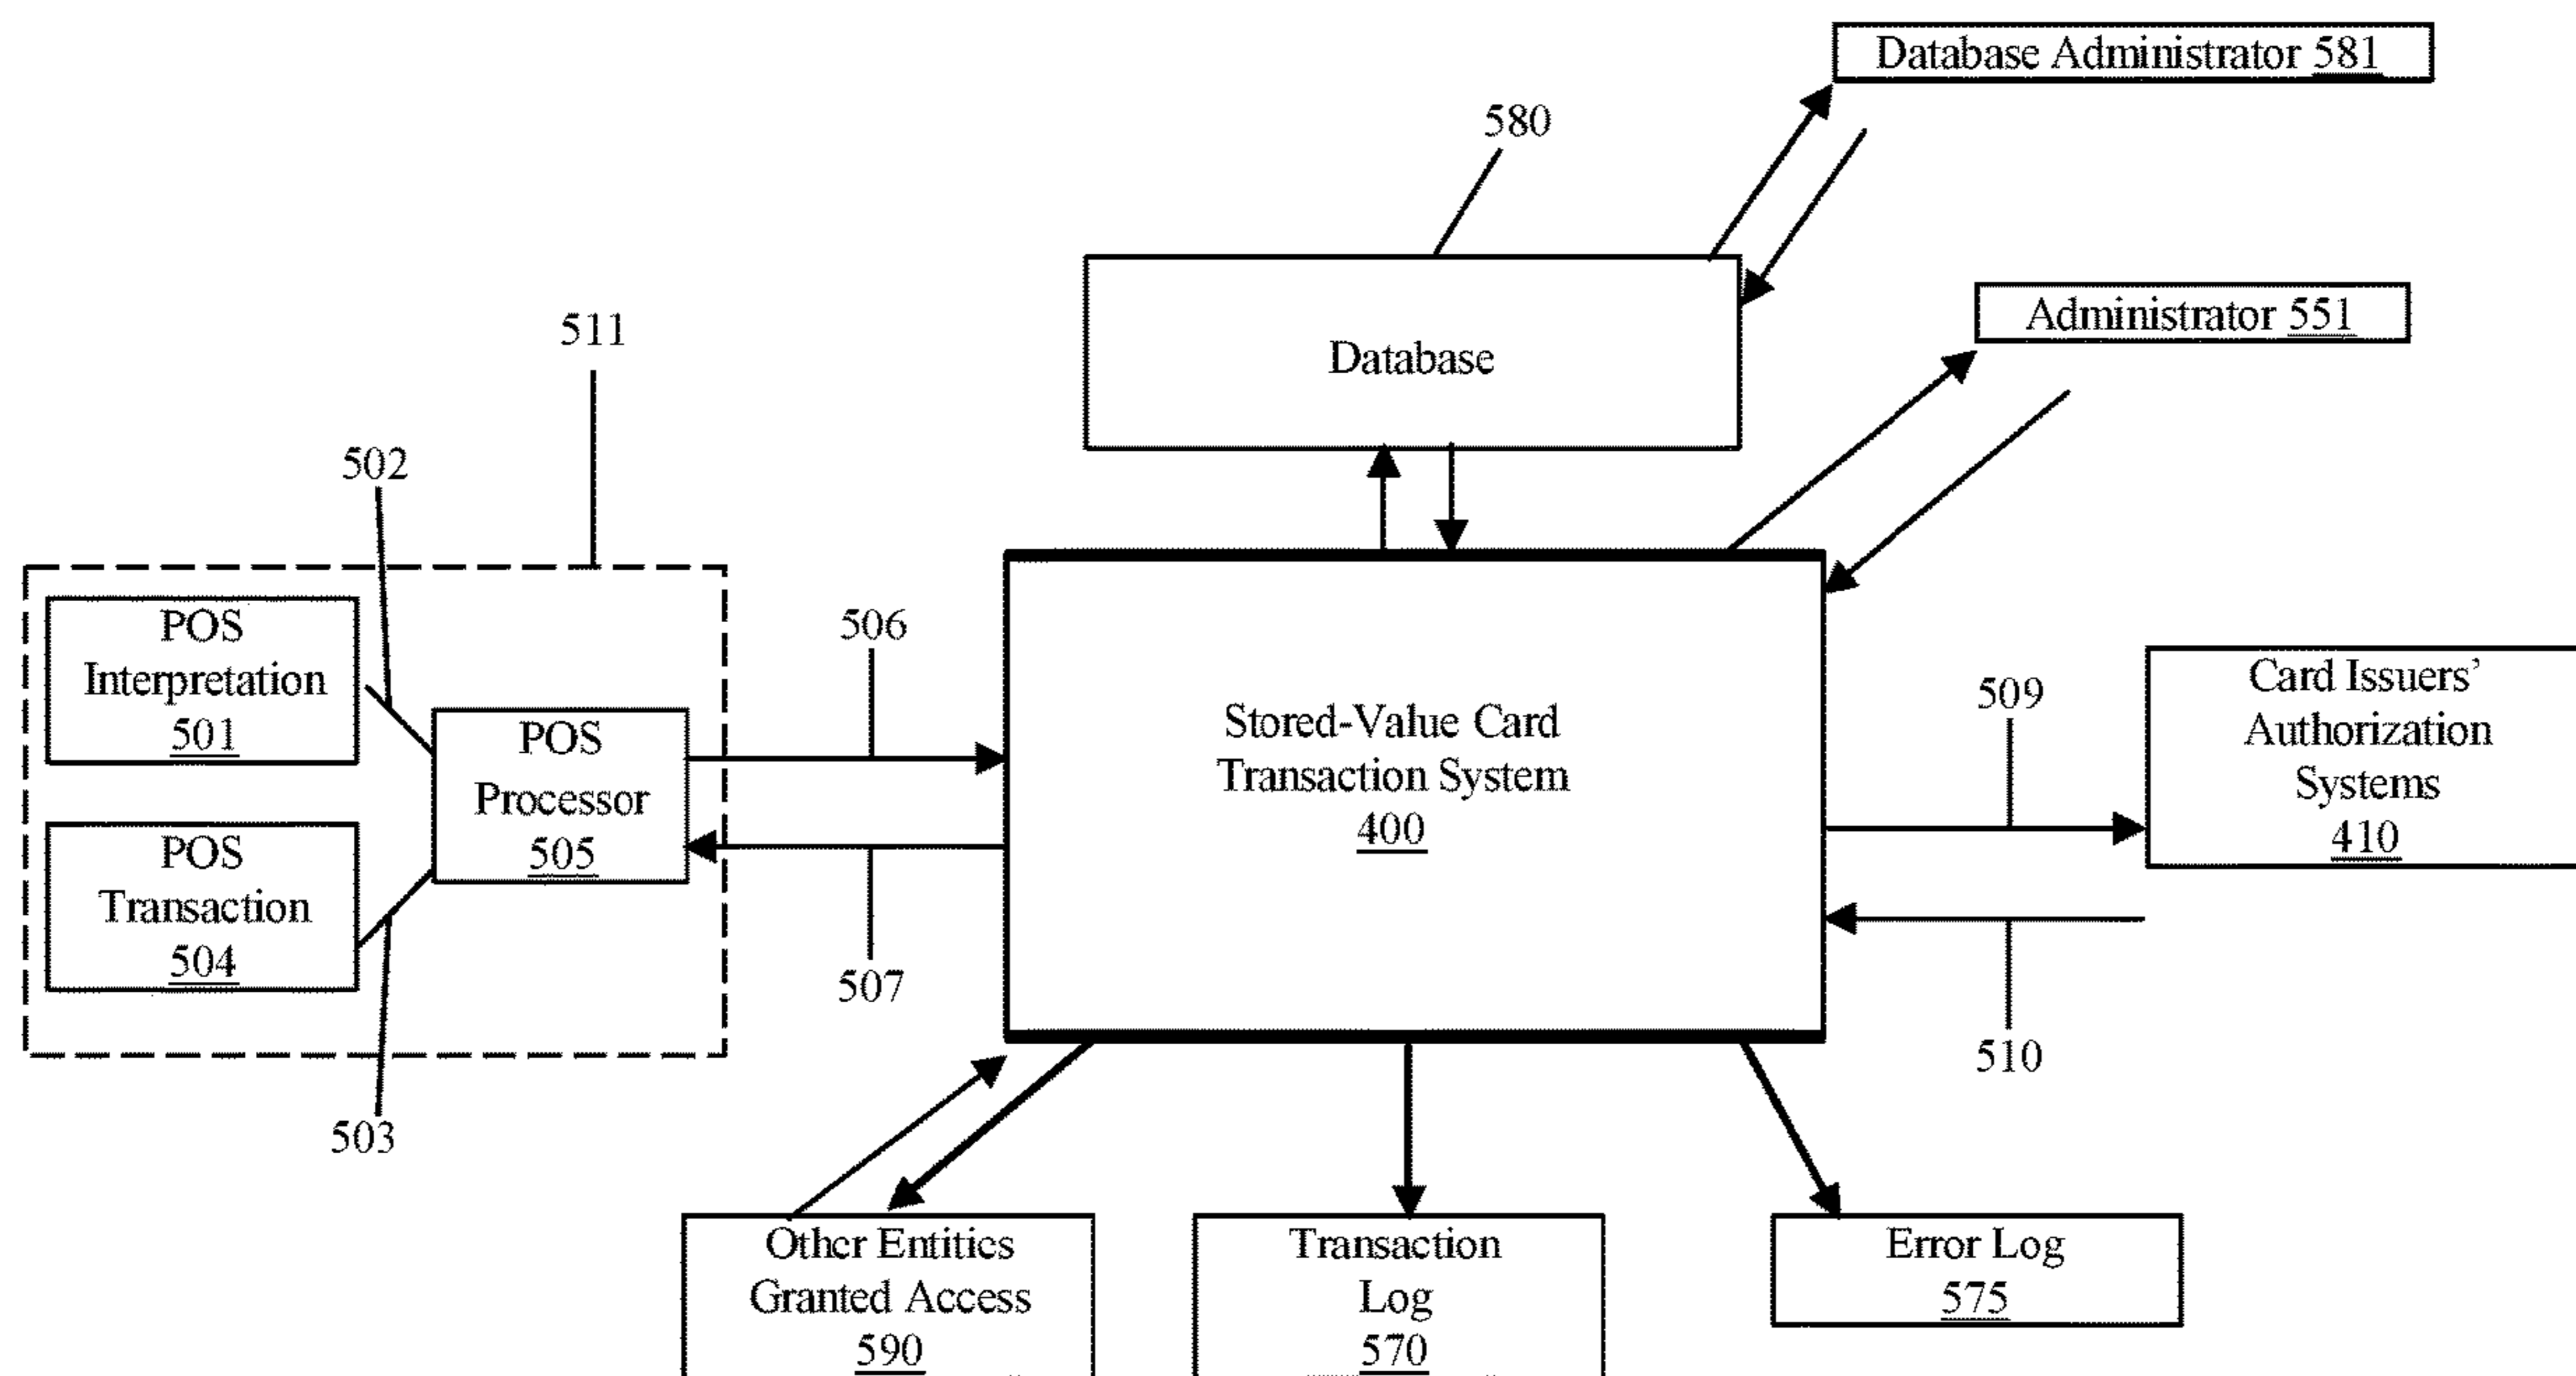 Database Administrator 581
580
Administrator 551
Database
511
502
POS
Interpretation
501
POS
Transaction
504
POS
Processor
505
503
506
507
Stored-Value Card
Transaction System
400
509
510
Card Issuers’
Authorization
Systems
410
Other Entities
Granted Access
590
Transaction
Log
570
Error Log
575